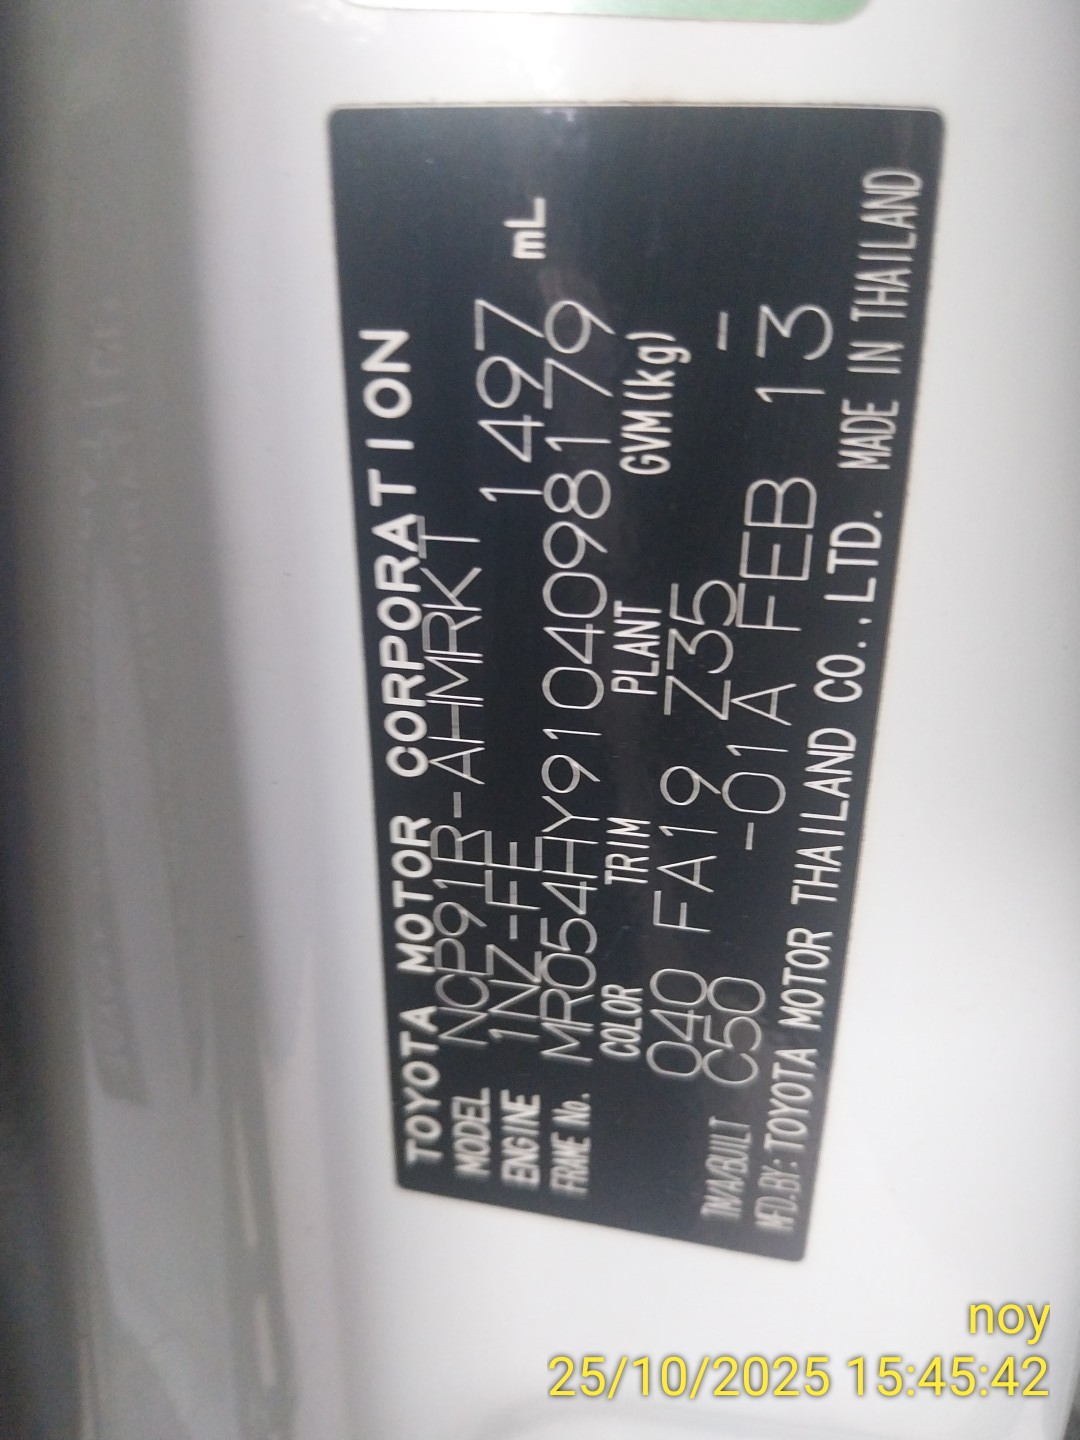 TOYOTA MOTOR CORPORATION
MODEL NCP91R-AHMRKT
ENGINE 1NZ-FE 1497 mL
FRAME No. MR054HY9104098179
COLOR TRIM PLANT GVM(kg)
040 FA19 Z35 -
TM/A/BUILT C50 -01A FEB 13
MFD.BY: TOYOTA MOTOR THAILAND CO., LTD. MADE IN THAILAND
noy
25/10/2025 15:45:42